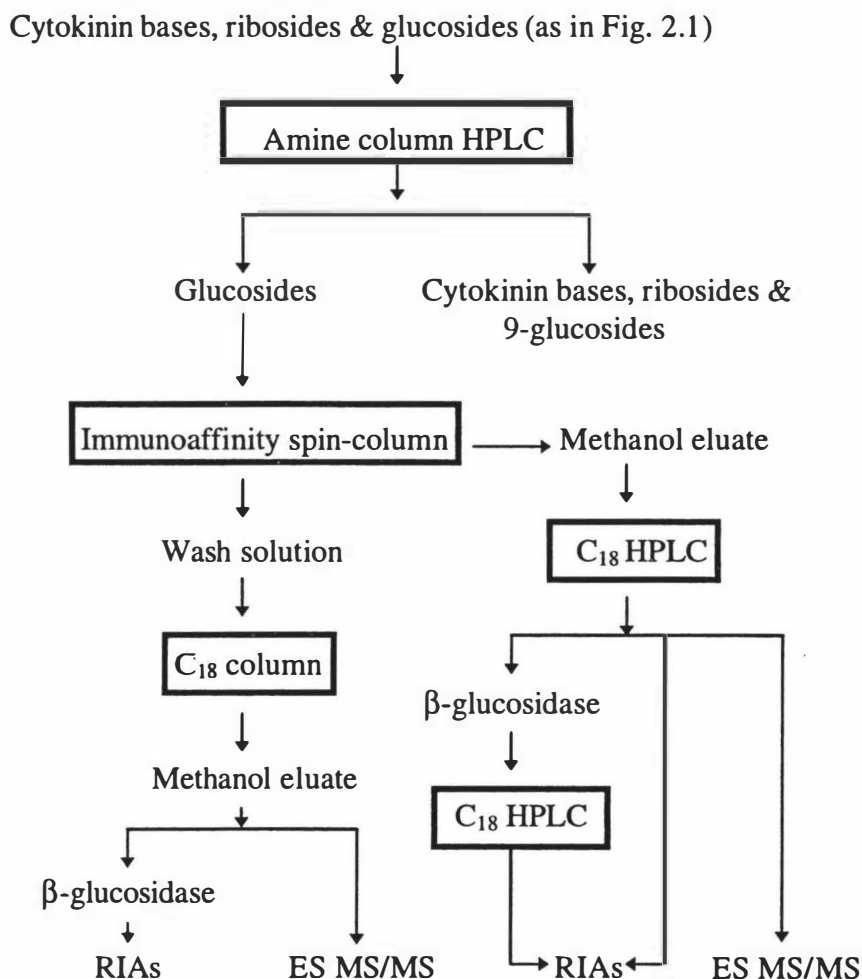 Cytokinin bases, ribosides & glucosides (as in Fig. 2.1)
Amine column HPLC
Glucosides
Cytokinin bases, ribosides &
9-glucosides
Immunoaffinity spin-column
Methanol eluate
Wash solution
C₁₈ HPLC
C₁₈ column
β-glucosidase
Methanol eluate
C₁₈ HPLC
β-glucosidase
RIAs
ES MS/MS
RIAs
ES MS/MS